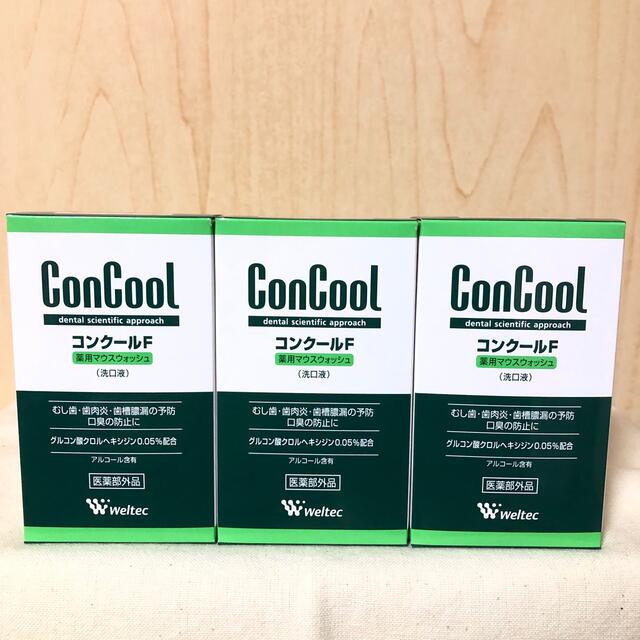 ConCool
dental scientific approach
コンクールF
薬用マウスウォッシュ
(洗口液)
むし歯・歯肉炎・歯槽膿漏の予防
口臭の防止に
グルコン酸クロルヘキシジン0.05%配合
アルコール含有
医薬部外品
Weltec
ConCool
dental scientific approach
コンクールF
薬用マウスウォッシュ
(洗口液)
むし歯・歯肉炎・歯槽膿漏の予防
口臭の防止に
グルコン酸クロルヘキシジン0.05%配合
アルコール含有
医薬部外品
Weltec
ConCool
dental scientific approach
コンクールF
薬用マウスウォッシュ
(洗口液)
むし歯・歯肉炎・歯槽膿漏の予防
口臭の防止に
グルコン酸クロルヘキシジン0.05%配合
アルコール含有
医薬部外品
Weltec